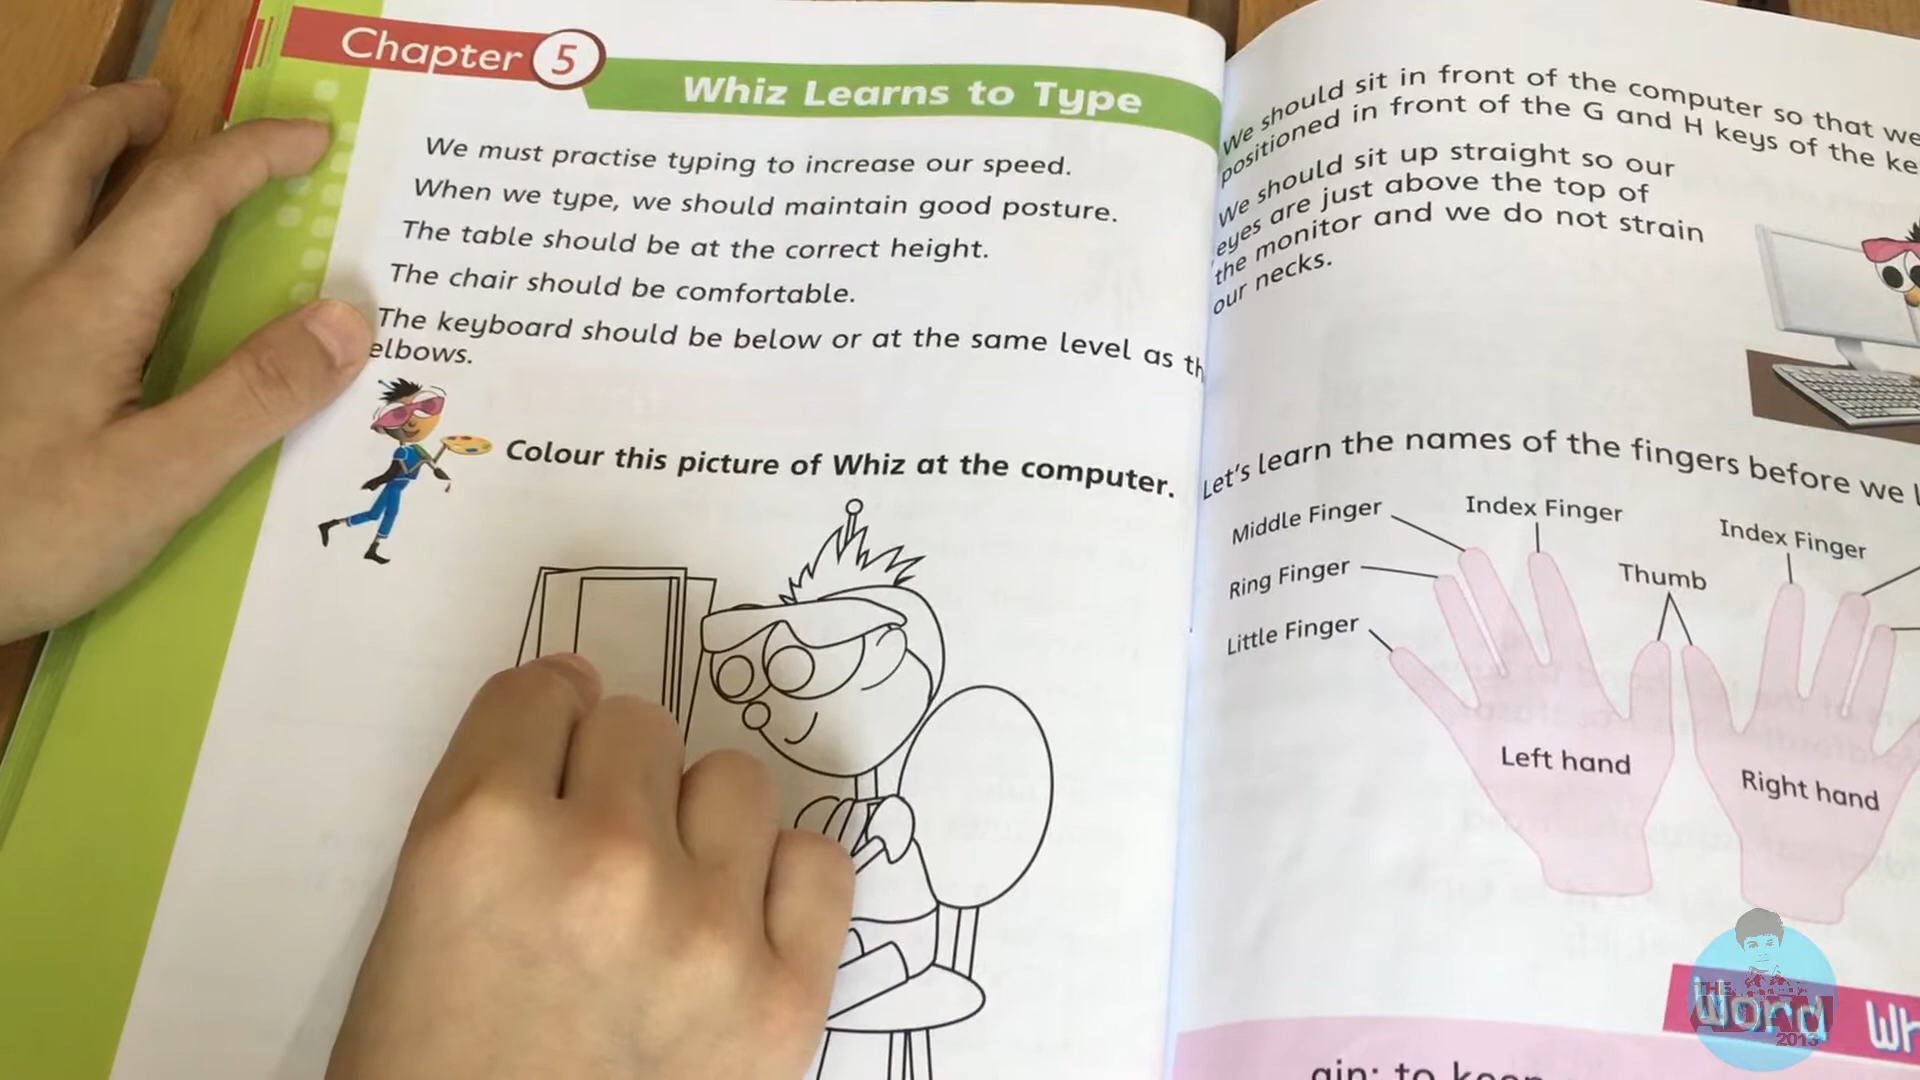 Chapter 5
Whiz Learns to Type
We must practise typing to increase our speed.
When we type, we should maintain good posture.
The table should be at the correct height.
The chair should be comfortable.
The keyboard should be below or at the same level as
elbows.
Colour this picture of Whiz at the computer.
We should sit in front of the computer so that we
positioned in front of the G and H keys of the
We should sit up straight so our
eyes are just above the top of
the monitor and we do not strain
our necks.
Let's learn the names of the fingers before we
Middle Finger
Index Finger
Ring Finger
Little Finger
Thumb
Index Finger
Left hand
Right hand
Word
THE
2013
to keep